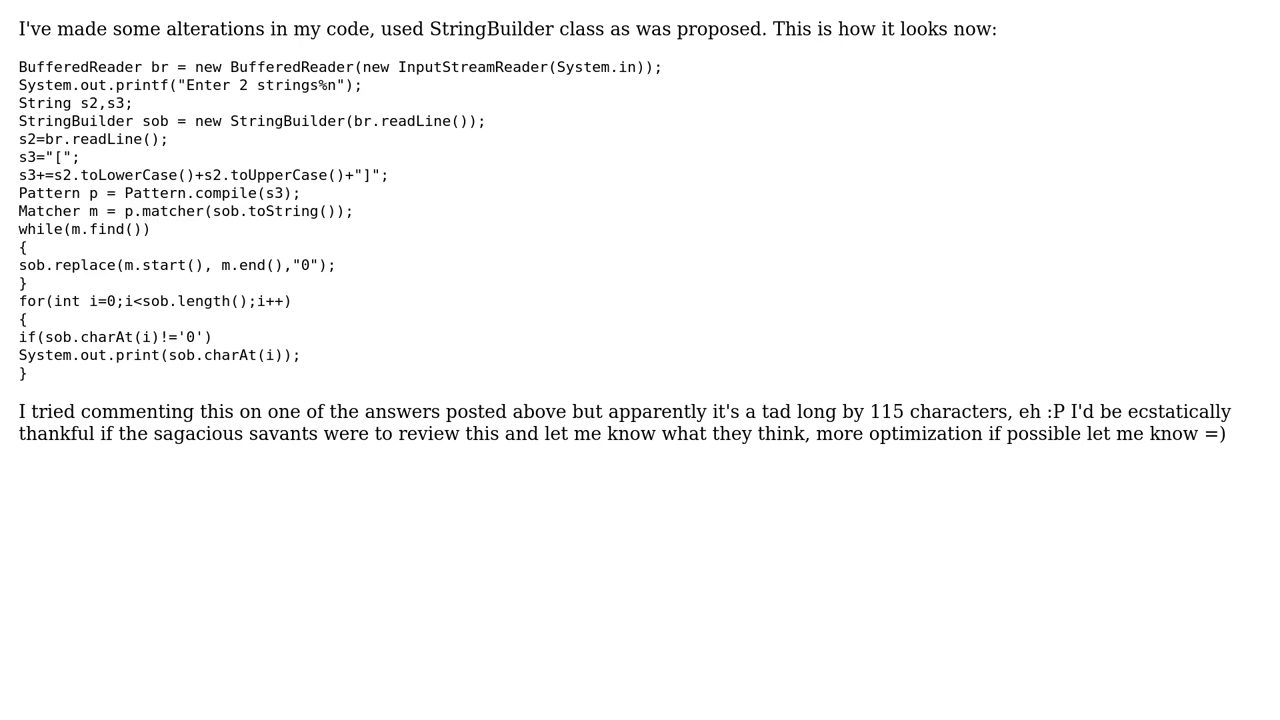 I've made some alterations in my code, used StringBuilder class as was proposed. This is how it looks now:
BufferedReader br = new BufferedReader(new InputStreamReader(System.in));
System.out.printf("Enter 2 strings%n");
String s2,s3;
StringBuilder sob = new StringBuilder(br.readLine());
s2=br.readLine();
s3="[";
s3+=s2.toLowerCase()+s2.toUpperCase()+"]";
Pattern p = Pattern.compile(s3);
Matcher m = p.matcher(sob.toString());
while(m.find())
{
sob.replace(m.start(), m.end(),"0");
}
for(int i=0;i<sob.length();i++)
{
if(sob.charAt(i)!='0')
System.out.print(sob.charAt(i));
}
I tried commenting this on one of the answers posted above but apparently it's a tad long by 115 characters, eh :P I'd be ecstatically
thankful if the sagacious savants were to review this and let me know what they think, more optimization if possible let me know =)